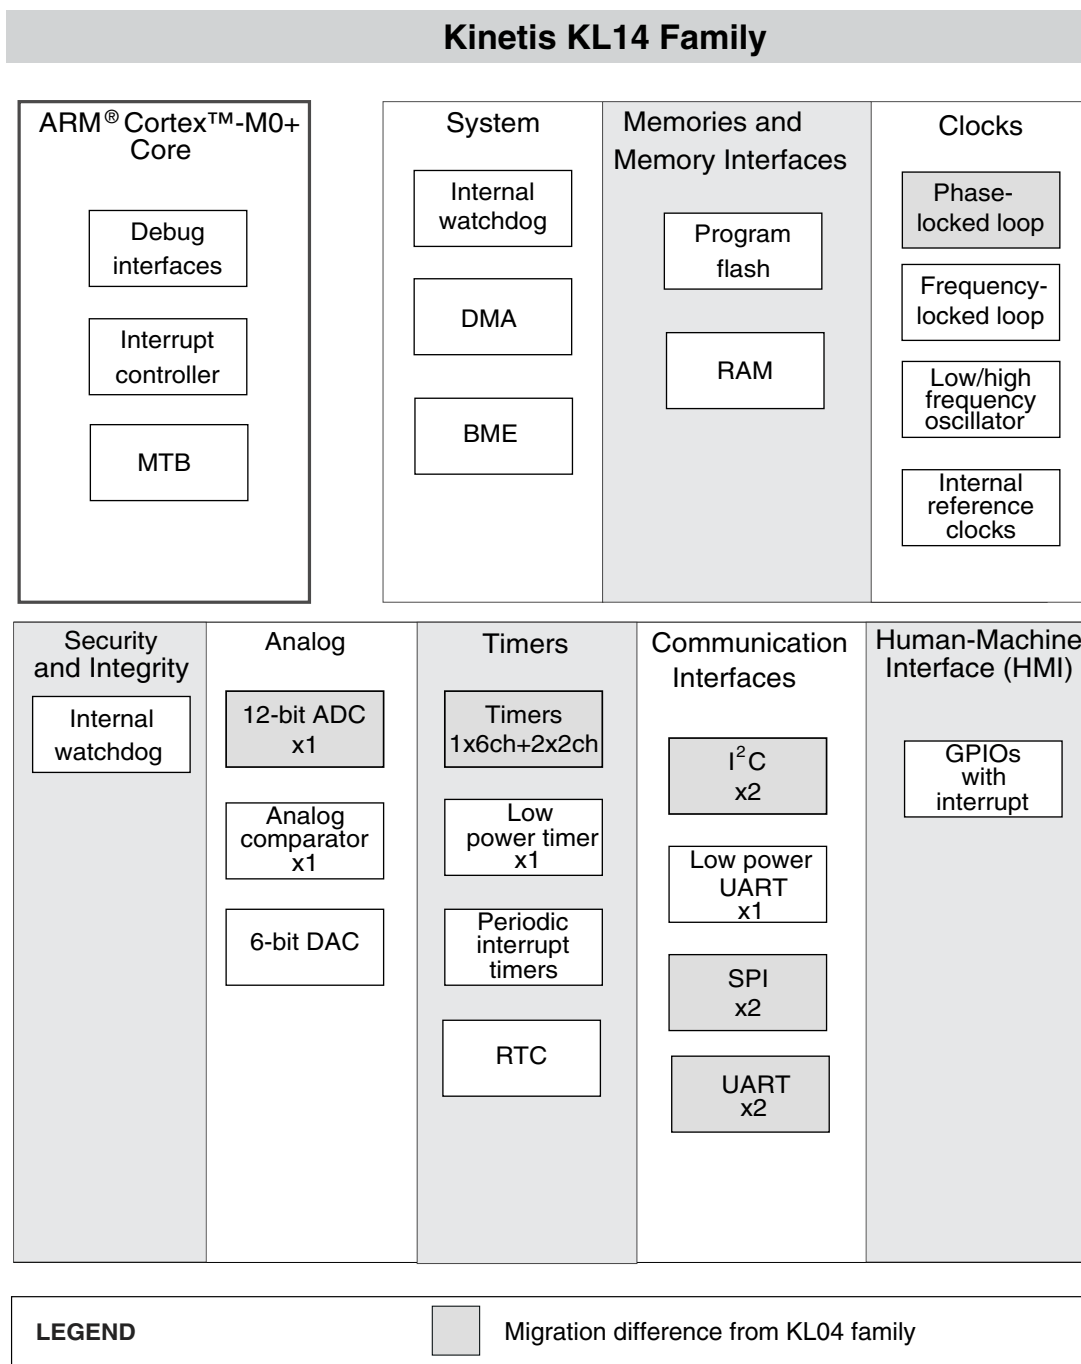 Kinetis KL14 Family
ARM® Cortex™-M0+
Core
Debug
interfaces
Interrupt
controller
MTB
System
Internal
watchdog
DMA
BME
Memories and
Memory Interfaces
Program
flash
RAM
Clocks
Phase-
locked loop
Frequency-
locked loop
Low/high
frequency
oscillator
Internal
reference
clocks
Security
and Integrity
Internal
watchdog
Analog
12-bit ADC
x1
Analog
comparator
x1
6-bit DAC
Timers
Timers
1x6ch+2x2ch
Low
power timer
x1
Periodic
interrupt
timers
RTC
Communication
Interfaces
I²C
x2
Low power
UART
x1
SPI
x2
UART
x2
Human-Machine
Interface (HMI)
GPIOs
with
interrupt
LEGEND
Migration difference from KL04 family